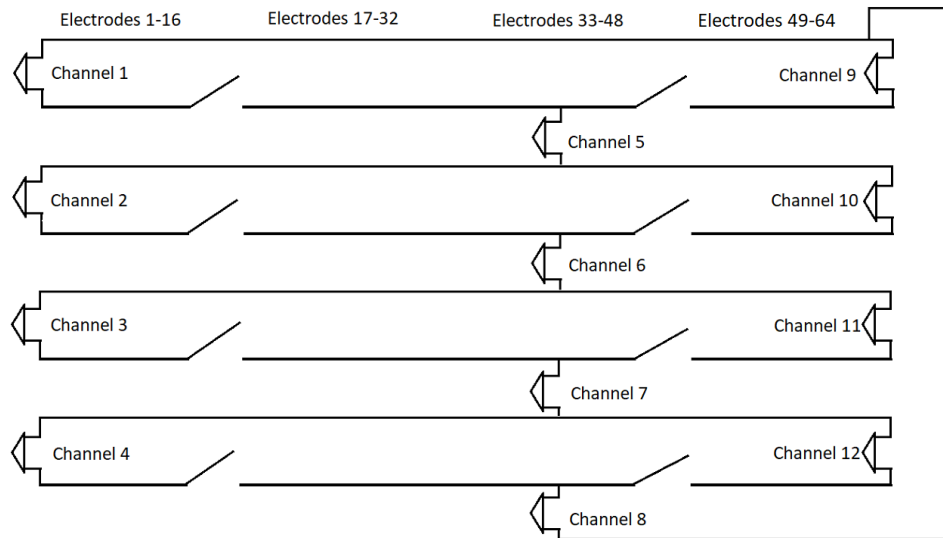 Electrodes 1-16 Electrodes 17-32 Electrodes 33-48 Electrodes 49-64
Channel 1
Channel 9
Channel 5
Channel 2
Channel 10
Channel 6
Channel 3
Channel 11
Channel 7
Channel 4
Channel 12
Channel 8